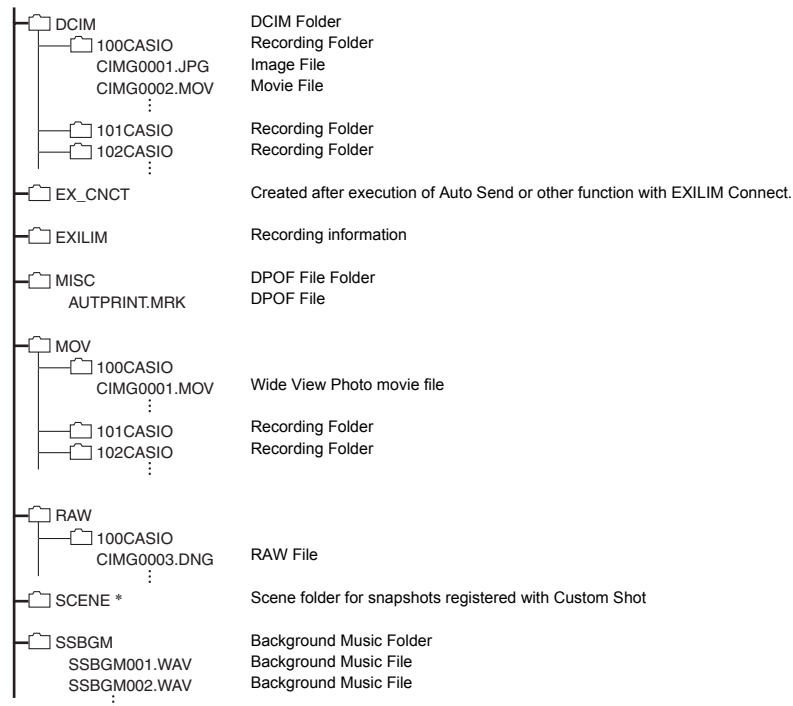 DCIM DCIM Folder
100CASIO Recording Folder
CIMG0001.JPG Image File
CIMG0002.MOV Movie File
101CASIO Recording Folder
102CASIO Recording Folder
EX_CNCT Created after execution of Auto Send or other function with EXILIM Connect.
EXILIM Recording information
MISC DPOF File Folder
AUTPRINT.MRK DPOF File
MOV
100CASIO
CIMG0001.MOV Wide View Photo movie file
101CASIO Recording Folder
102CASIO Recording Folder
RAW
100CASIO
CIMG0003.DNG RAW File
SCENE * Scene folder for snapshots registered with Custom Shot
SSBGM Background Music Folder
SSBGM001.WAV Background Music File
SSBGM002.WAV Background Music File